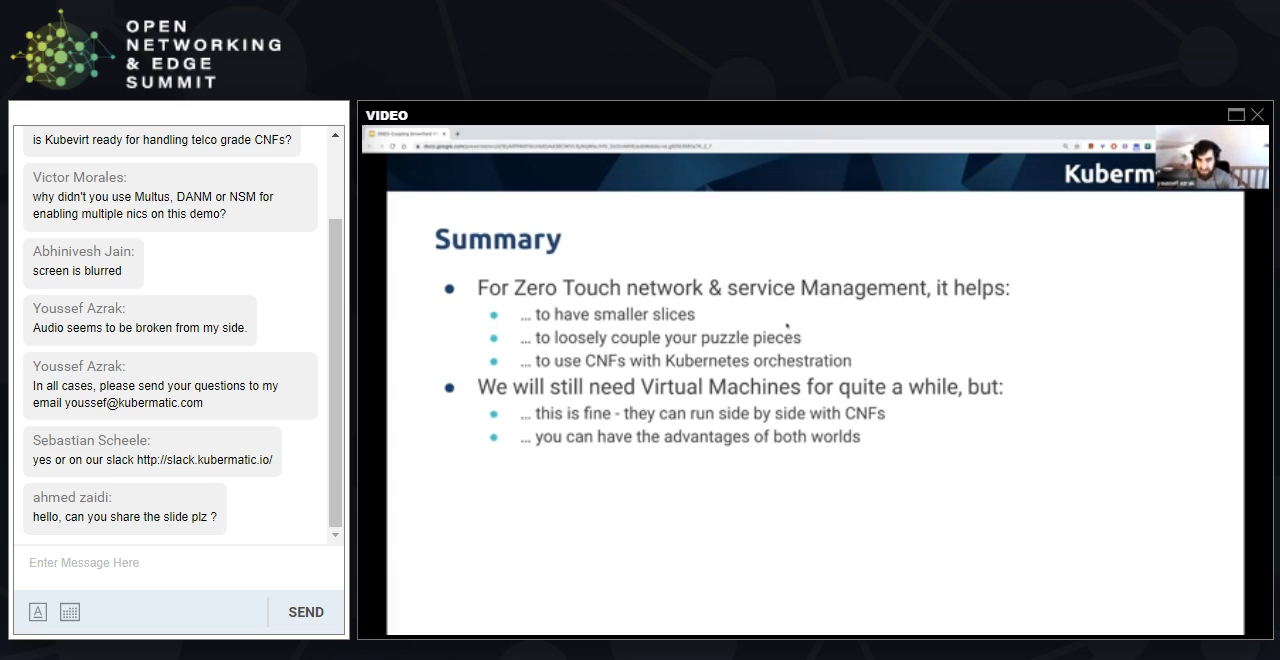 OPEN
NETWORKING
& EDGE
SUMMIT
is Kubevirt ready for handling telco grade CNFs?
Victor Morales:
why didn't you use Multus, DANM or NSM for
enabling multiple nics on this demo?
Abhinivesh Jain:
screen is blurred
Youssef Azrak:
Audio seems to be broken from my side.
Youssef Azrak:
In all cases, please send your questions to my
email youssef@kubermatic.com
Sebastian Scheele:
yes or on our slack http://slack.kubermatic.io/
ahmed zaidi:
hello, can you share the slide plz ?
Enter Message Here
A
SEND
VIDEO
Kuberm
youssef azrak
Summary
For Zero Touch network & service Management, it helps:
... to have smaller slices
... to loosely couple your puzzle pieces
... to use CNFs with Kubernetes orchestration
We will still need Virtual Machines for quite a while, but:
... this is fine - they can run side by side with CNFs
... you can have the advantages of both worlds